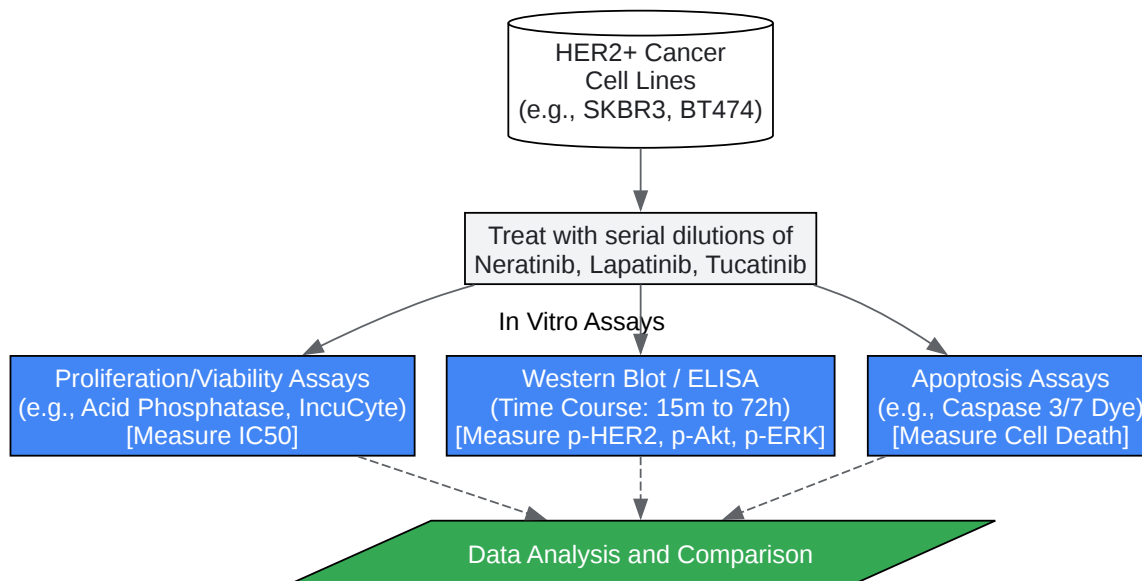 HER2+ Cancer
Cell Lines
(e.g., SKBR3, BT474)
Treat with serial dilutions of
Neratinib, Lapatinib, Tucatinib
In Vitro Assays
Proliferation/Viability Assays
(e.g., Acid Phosphatase, IncuCyte)
[Measure IC50]
Western Blot / ELISA
(Time Course: 15m to 72h)
[Measure p-HER2, p-Akt, p-ERK]
Apoptosis Assays
(e.g., Caspase 3/7 Dye)
[Measure Cell Death]
Data Analysis and Comparison